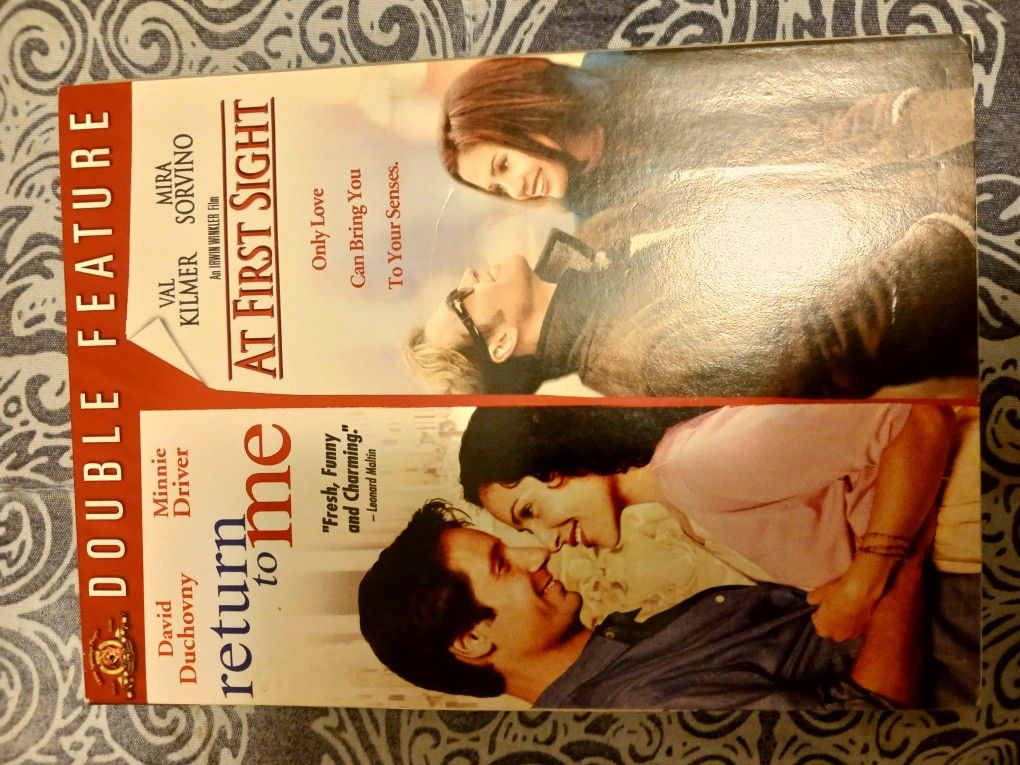 DOUBLE FEATURE
David
Duchovny
Minnie
Driver
return
to
me
"Fresh, Funny
and Charming."
– Leonard Maltin
VAL
KILMER
MIRA
SORVINO
An IRWIN WINKLER Film
AT FIRST SIGHT
Only Love
Can Bring You
To Your Senses.